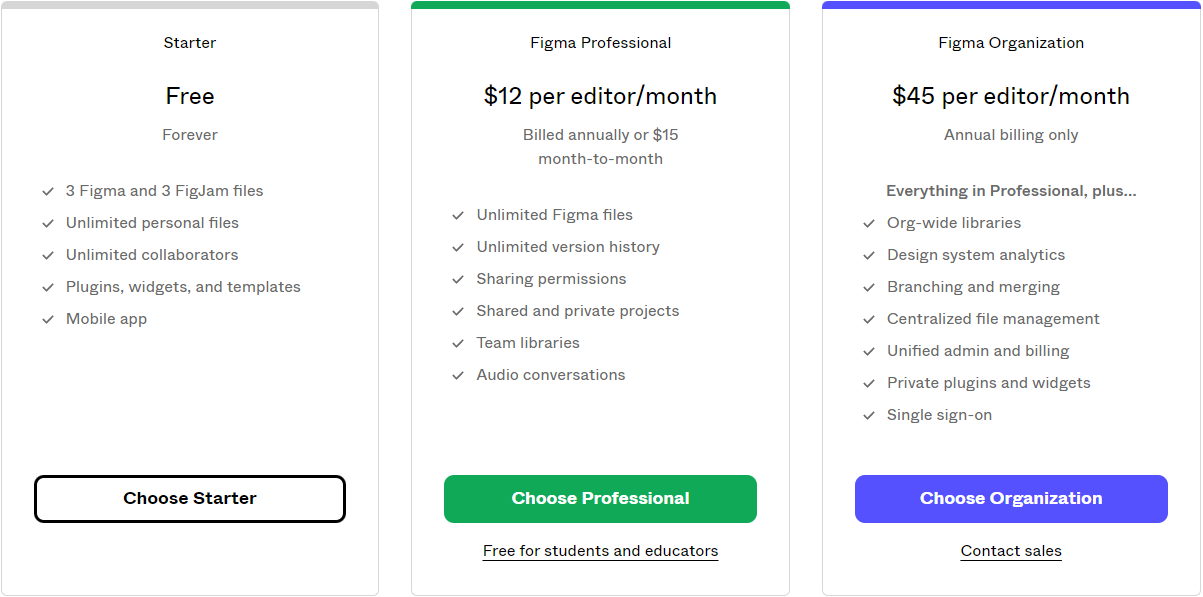 Starter
Free
Forever
3 Figma and 3 FigJam files
Unlimited personal files
Unlimited collaborators
Plugins, widgets, and templates
Mobile app
Choose Starter
Figma Professional
$12 per editor/month
Billed annually or $15
month-to-month
Unlimited Figma files
Unlimited version history
Sharing permissions
Shared and private projects
Team libraries
Audio conversations
Choose Professional
Free for students and educators
Figma Organization
$45 per editor/month
Annual billing only
Everything in Professional, plus...
Org-wide libraries
Design system analytics
Branching and merging
Centralized file management
Unified admin and billing
Private plugins and widgets
Single sign-on
Choose Organization
Contact sales